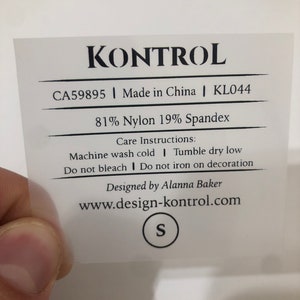 KONTROL
CA59895 | Made in China | KL044
81% Nylon 19% Spandex
Care Instructions:
Machine wash cold | Tumble dry low
Do not bleach | Do not iron on decoration
Designed by Alanna Baker
www.design-kontrol.com
S